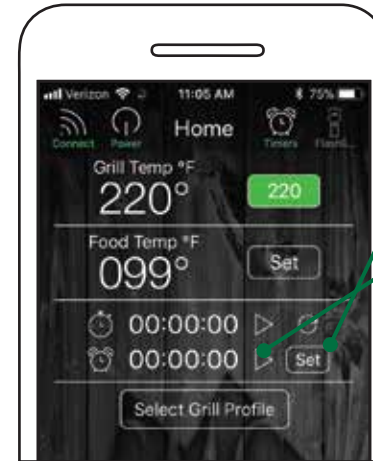 Verizon 11:05 AM 75%
Connect Power Home Timers
Grill Temp °F
220° 220
Food Temp °F
099° Set
00:00:00
00:00:00 Set
Select Grill Profile